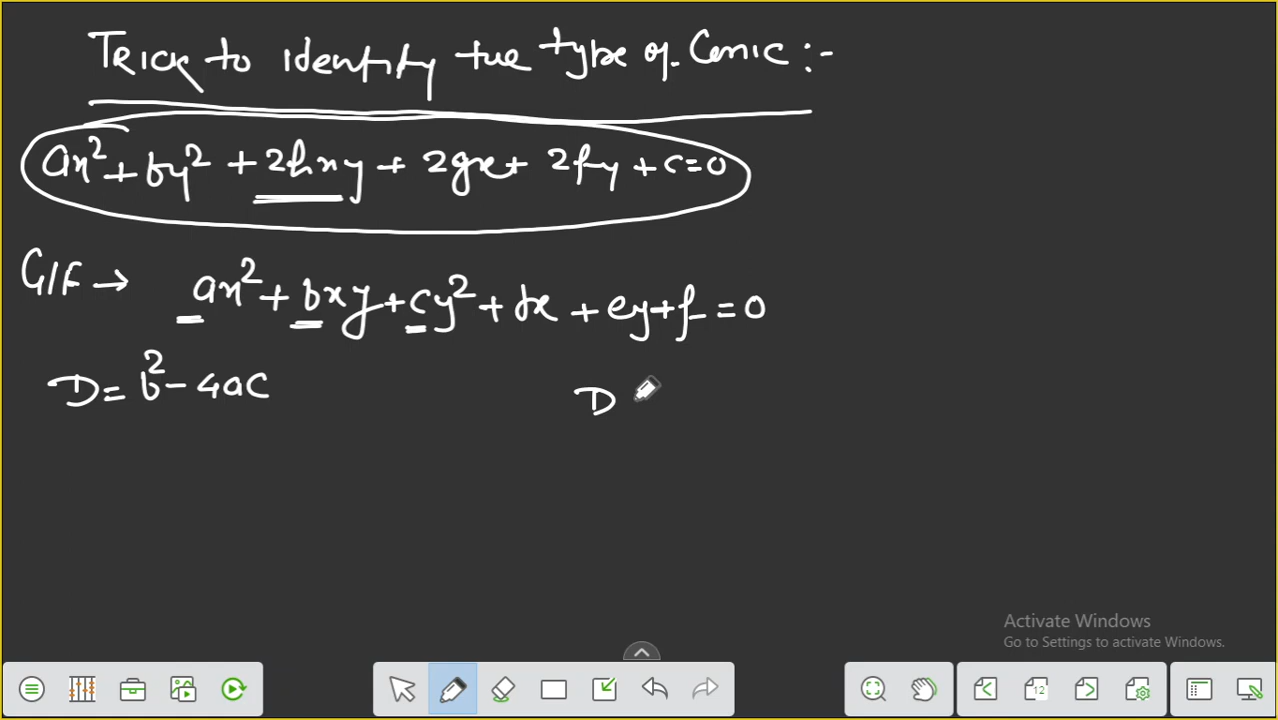 Trick to identify the type of Conic :-
ax² + by² + 2hxy + 2gx + 2fy + c = 0
G/F → ax² + bxy + cy² + dx + ey + f = 0
D = b² - 4ac D
Activate Windows
Go to Settings to activate Windows.
12